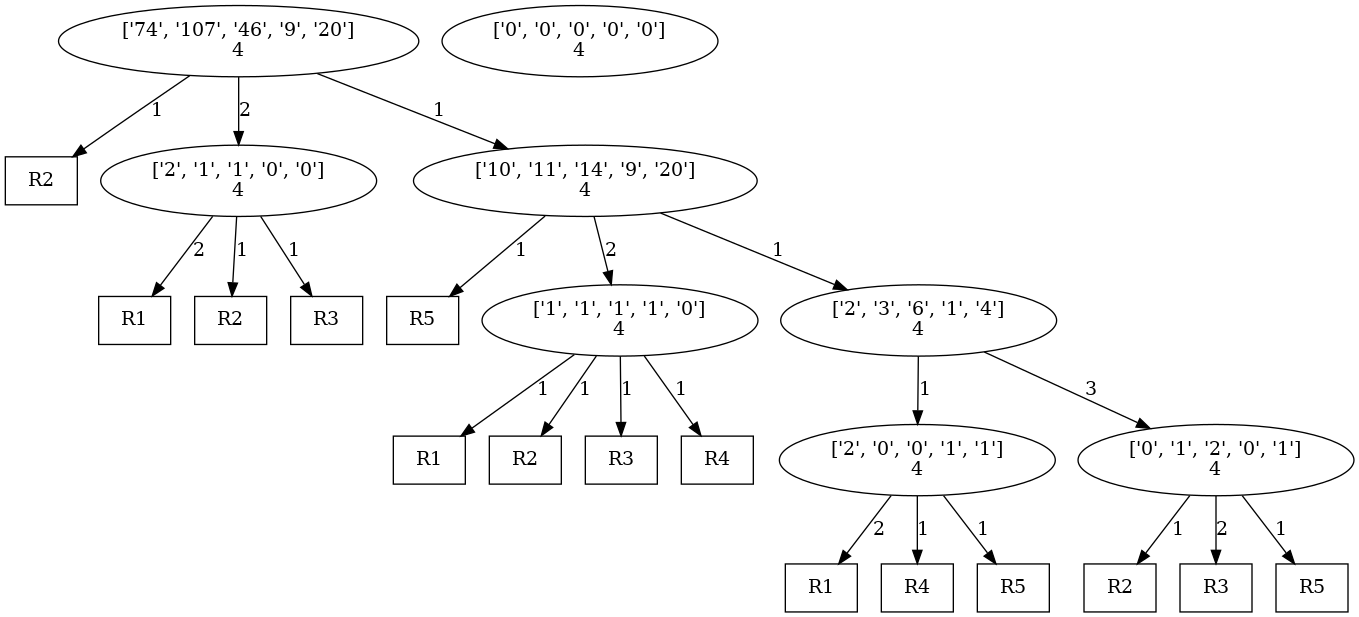 ['74', '107', '46', '9', '20']
4
['0', '0', '0', '0', '0']
4
1
2
1
R2
['2', '1', '1', '0', '0']
4
['10', '11', '14', '9', '20']
4
2
1
1
1
2
1
R1
R2
R3
R5
['1', '1', '1', '1', '0']
4
['2', '3', '6', '1', '4']
4
1
1
1
1
1
3
R1
R2
R3
R4
['2', '0', '0', '1', '1']
4
['0', '1', '2', '0', '1']
4
2
1
1
1
2
1
R1
R4
R5
R2
R3
R5